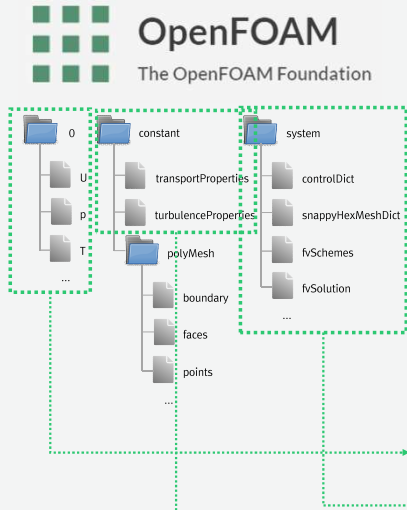 OpenFOAM
The OpenFOAM Foundation
0
U
p
T
...
constant
transportProperties
turbulenceProperties
polyMesh
boundary
faces
points
...
system
controlDict
snappyHexMeshDict
fvSchemes
fvSolution
...